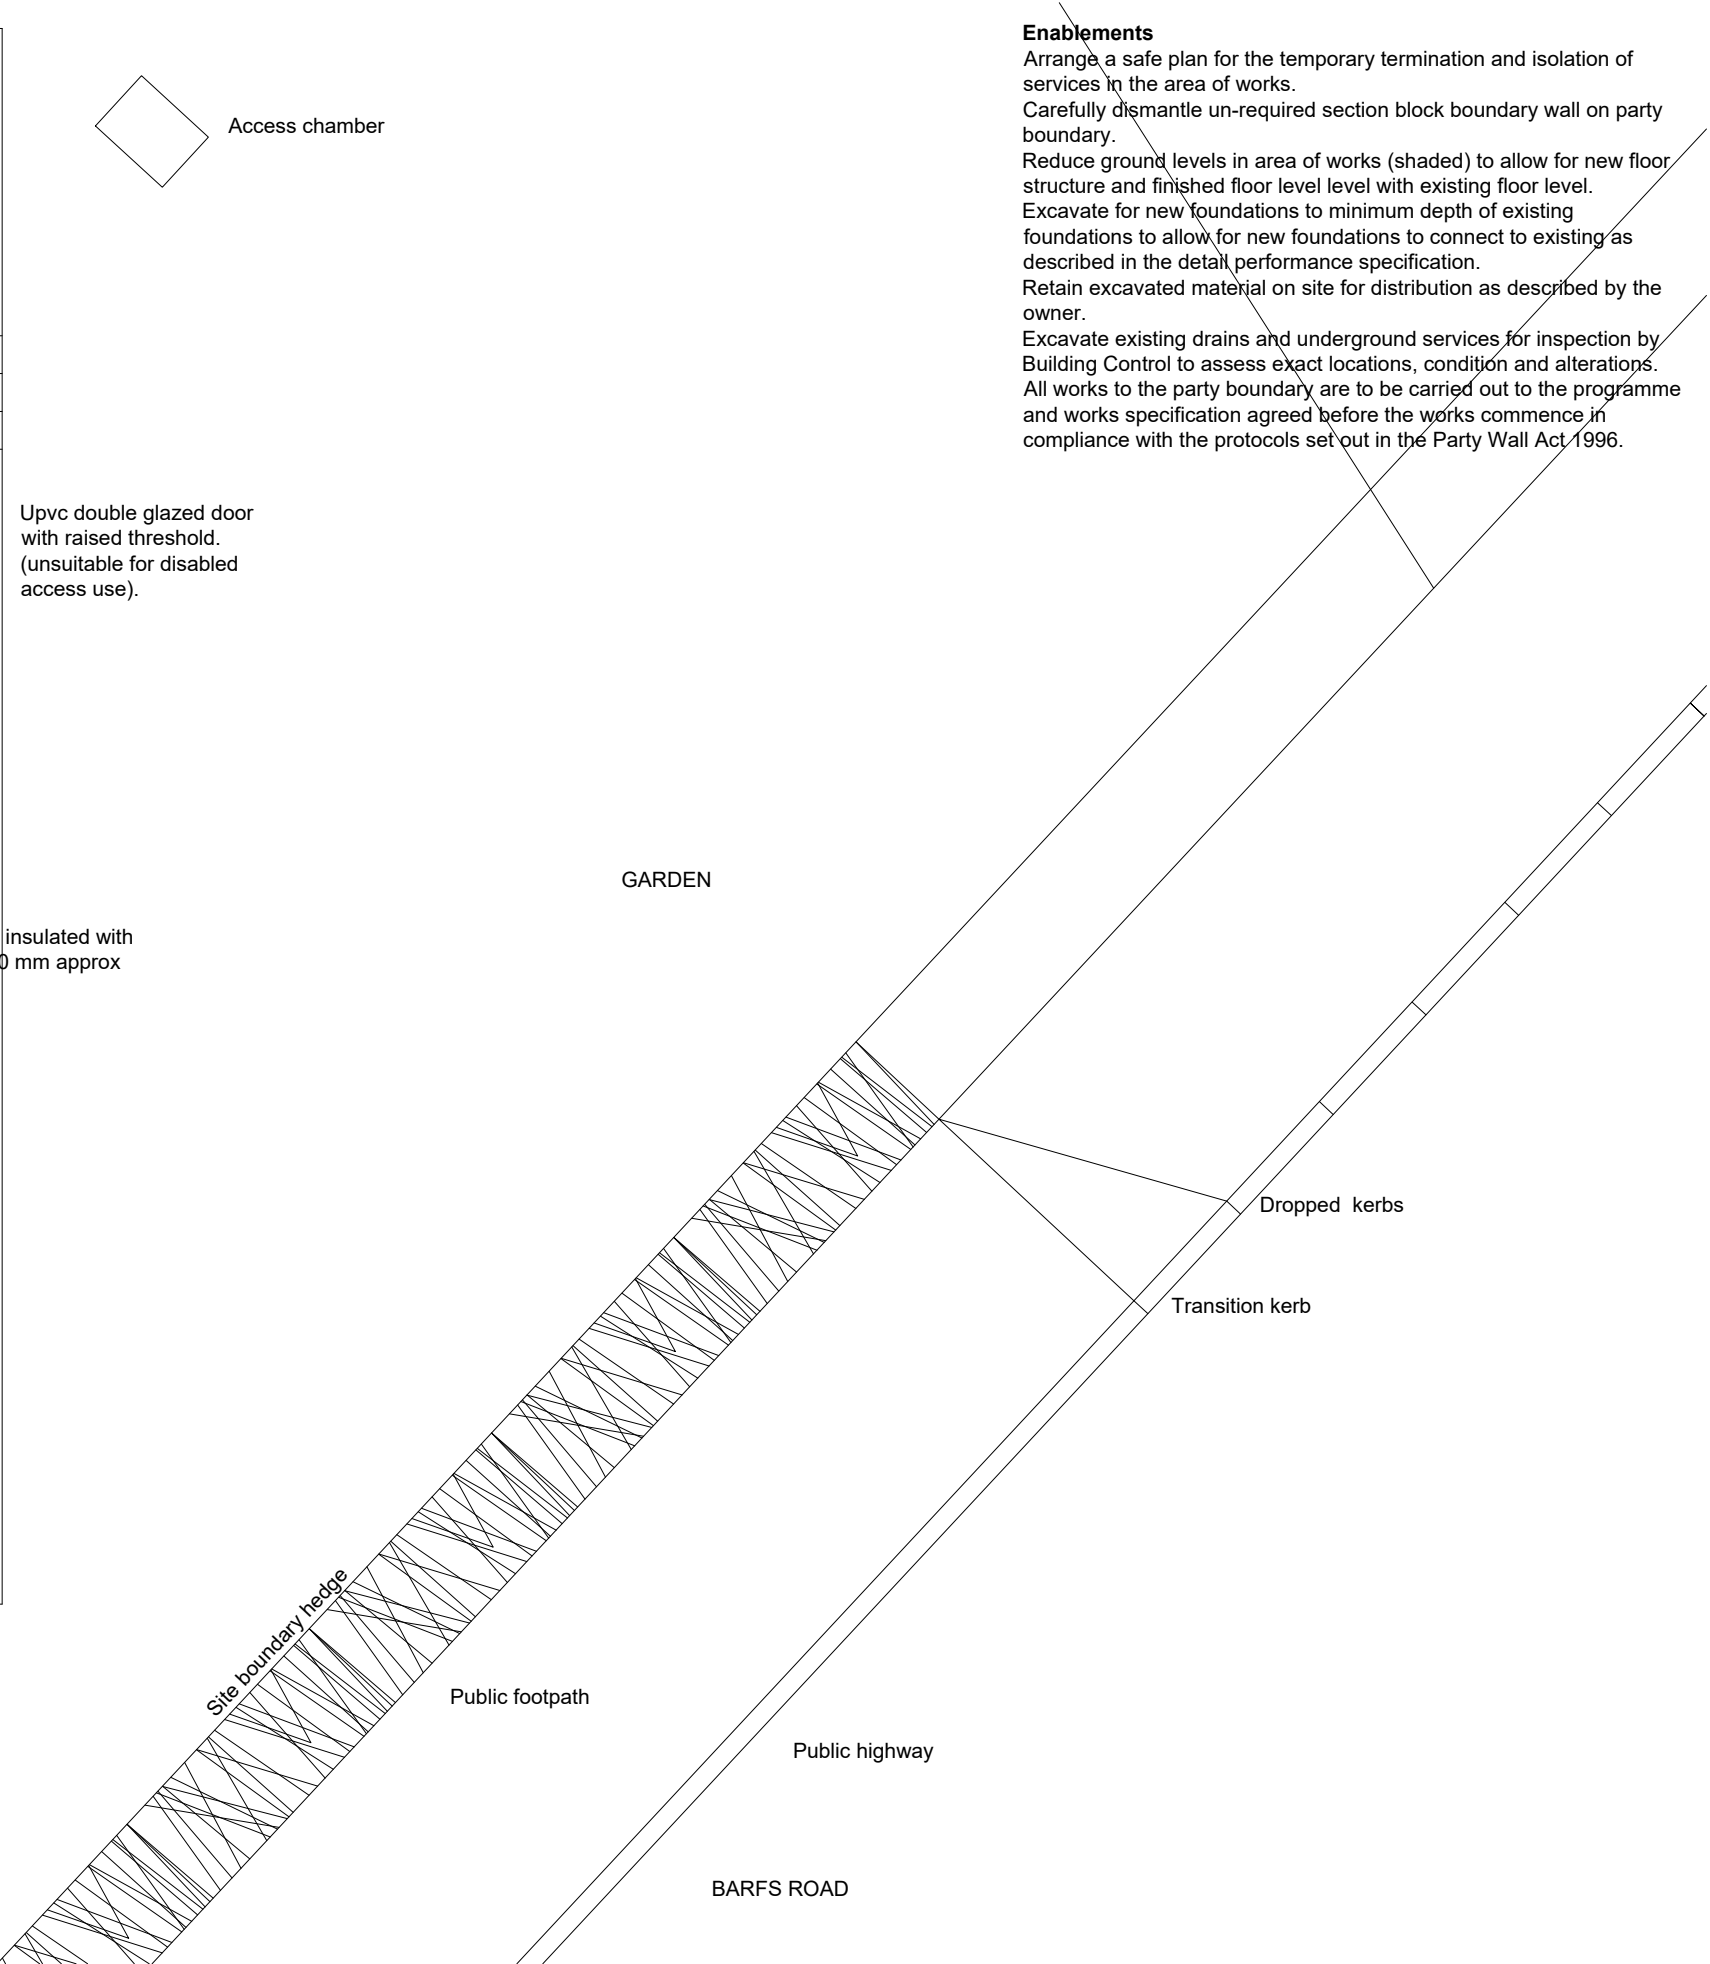 Enablements
Arrange a safe plan for the temporary termination and isolation of
services in the area of works.
Carefully dismantle un-required section block boundary wall on party
boundary.
Reduce ground levels in area of works (shaded) to allow for new floor
structure and finished floor level level with existing floor level.
Excavate for new foundations to minimum depth of existing
foundations to allow for new foundations to connect to existing as
described in the detail performance specification.
Retain excavated material on site for distribution as described by the
owner.
Excavate existing drains and underground services for inspection by
Building Control to assess exact locations, condition and alterations.
All works to the party boundary are to be carried out to the programme
and works specification agreed before the works commence in
compliance with the protocols set out in the Party Wall Act 1996.
Access chamber
Upvc double glazed door
with raised threshold.
(unsuitable for disabled
access use).
GARDEN
insulated with
0 mm approx
Dropped kerbs
Transition kerb
Site boundary hedge
Public footpath
Public highway
BARFS ROAD